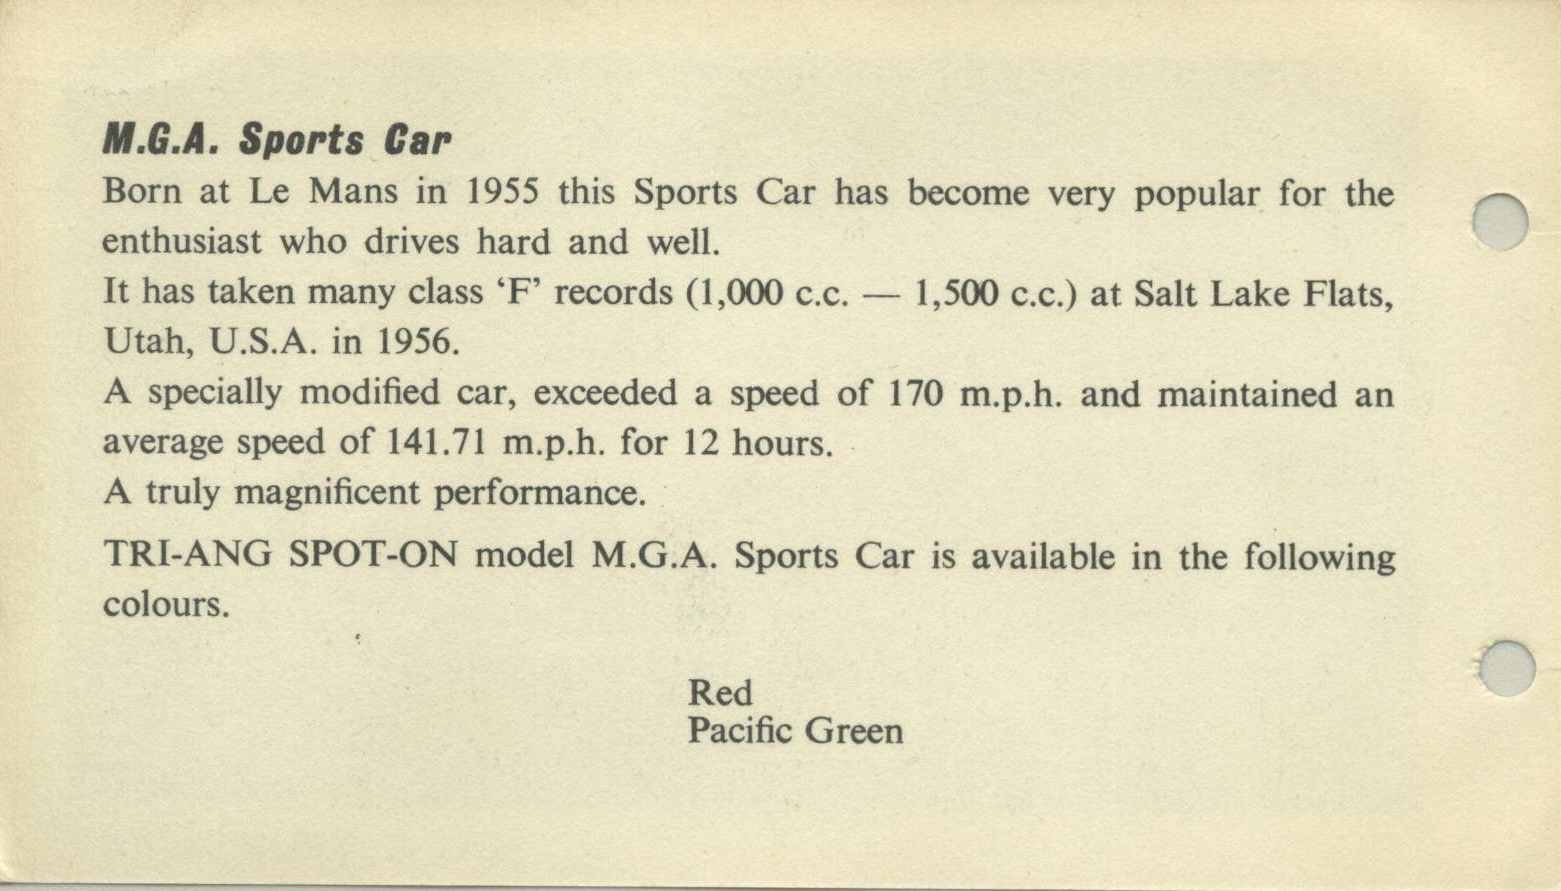 M.G.A. Sports Car
Born at Le Mans in 1955 this Sports Car has become very popular for the
enthusiast who drives hard and well.
It has taken many class ‘F’ records (1,000 c.c. — 1,500 c.c.) at Salt Lake Flats,
Utah, U.S.A. in 1956.
A specially modified car, exceeded a speed of 170 m.p.h. and maintained an
average speed of 141.71 m.p.h. for 12 hours.
A truly magnificent performance.
TRI-ANG SPOT-ON model M.G.A. Sports Car is available in the following
colours.
Red
Pacific Green